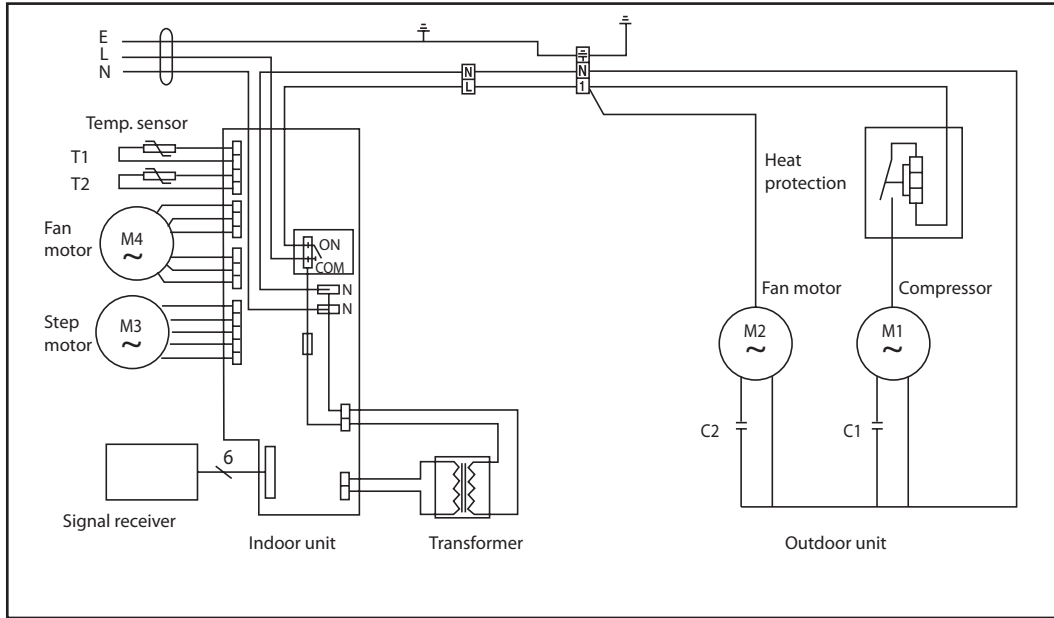 E
L
N
N
N
L
1
Temp. sensor
T1
T2
Fan
motor
M4
~
ON
COM
N
N
Step
motor
M3
~
6
Signal receiver
Indoor unit
Transformer
Heat
protection
Fan motor
Compressor
M2
~
M1
~
C2
C1
Outdoor unit